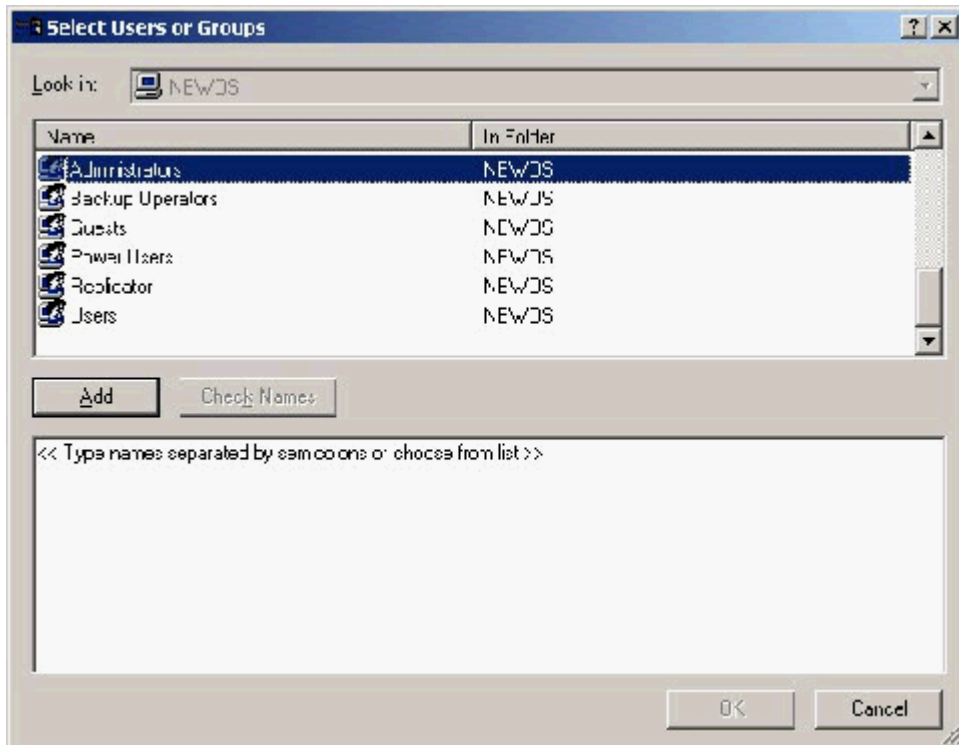 Select Users or Groups
Look in: NEWDS
Name In Folder
Administrators NEWDS
Backup Operators NEWDS
Guests NEWDS
Power Users NEWDS
Replicator NEWDS
Users NEWDS
Add Check Names
<< Type names separated by semicolons or choose from list >>
OK Cancel